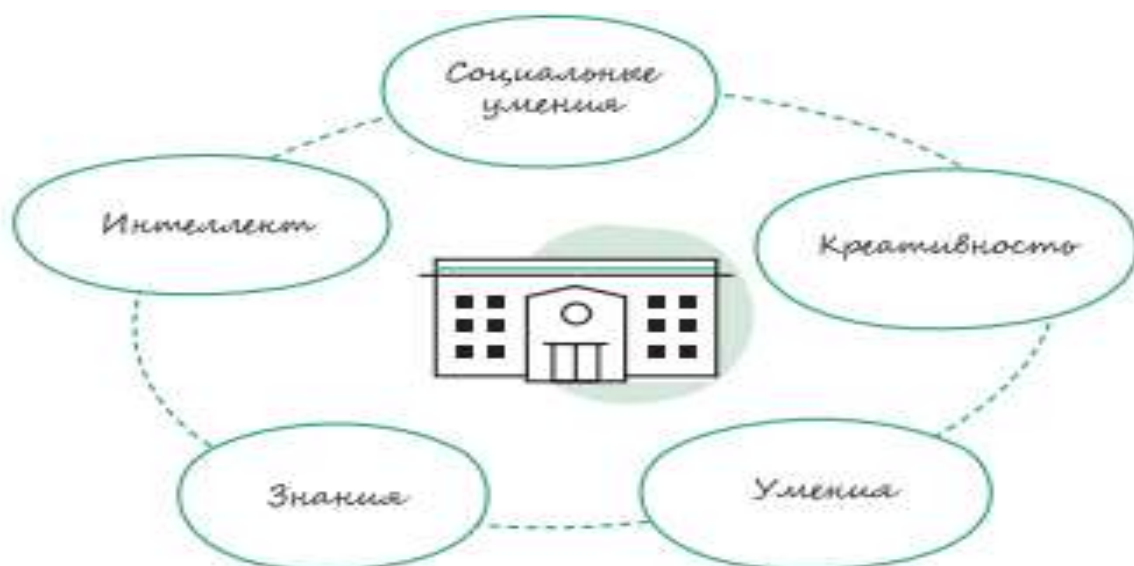 Социальные
умения
Интеллект
Креативность
Знания
Умения